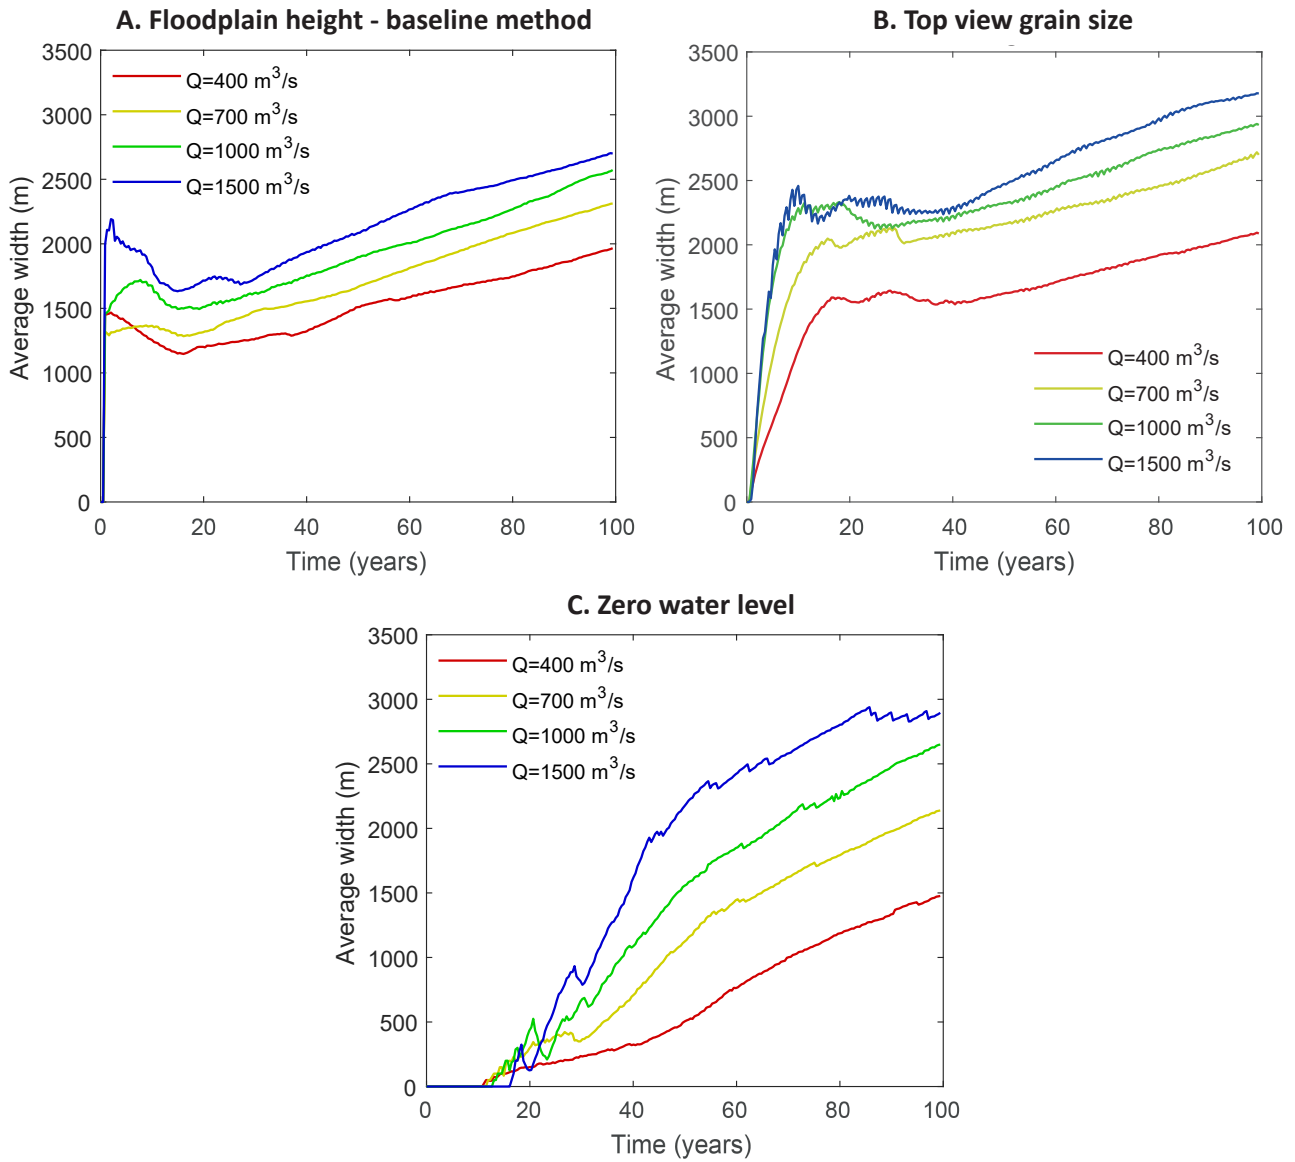 A. Floodplain height - baseline method
3500
3000
2500
2000
1500
1000
500
0
Average width (m)
Q=400 m³/s
Q=700 m³/s
Q=1000 m³/s
Q=1500 m³/s
0 20 40 60 80 100
Time (years)
B. Top view grain size
3500
3000
2500
2000
1500
1000
500
0
Average width (m)
Q=400 m³/s
Q=700 m³/s
Q=1000 m³/s
Q=1500 m³/s
0 20 40 60 80 100
Time (years)
C. Zero water level
3500
3000
2500
2000
1500
1000
500
0
Average width (m)
Q=400 m³/s
Q=700 m³/s
Q=1000 m³/s
Q=1500 m³/s
0 20 40 60 80 100
Time (years)